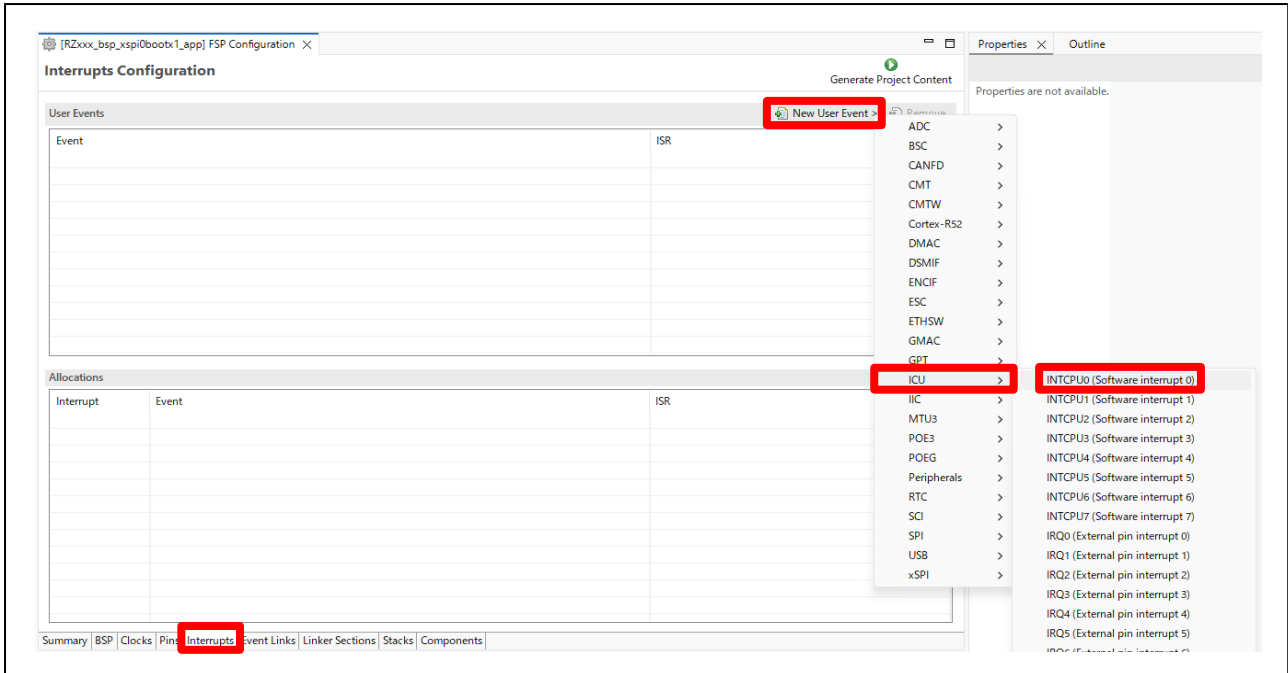 [RZxxx_bsp_xspi0bootx1_app] FSP Configuration
Properties
Outline
Interrupts Configuration
Generate Project Content
Properties are not available.
User Events
New User Event >
Remove
Event
ISR
ADC >
BSC >
CANFD >
CMT >
CMTW >
Cortex-R52 >
DMAC >
DSMIF >
ENCIF >
ESC >
ETHSW >
GMAC >
GPT >
ICU >
IIC >
MTU3 >
POE3 >
POEG >
Peripherals >
RTC >
SCI >
SPI >
USB >
xSPI >
INTCPU0 (Software interrupt 0)
INTCPU1 (Software interrupt 1)
INTCPU2 (Software interrupt 2)
INTCPU3 (Software interrupt 3)
INTCPU4 (Software interrupt 4)
INTCPU5 (Software interrupt 5)
INTCPU6 (Software interrupt 6)
INTCPU7 (Software interrupt 7)
IRQ0 (External pin interrupt 0)
IRQ1 (External pin interrupt 1)
IRQ2 (External pin interrupt 2)
IRQ3 (External pin interrupt 3)
IRQ4 (External pin interrupt 4)
IRQ5 (External pin interrupt 5)
IRQ6 (External pin interrupt 6)
Allocations
Interrupt
Event
ISR
Summary BSP Clocks Pins Interrupts Event Links Linker Sections Stacks Components